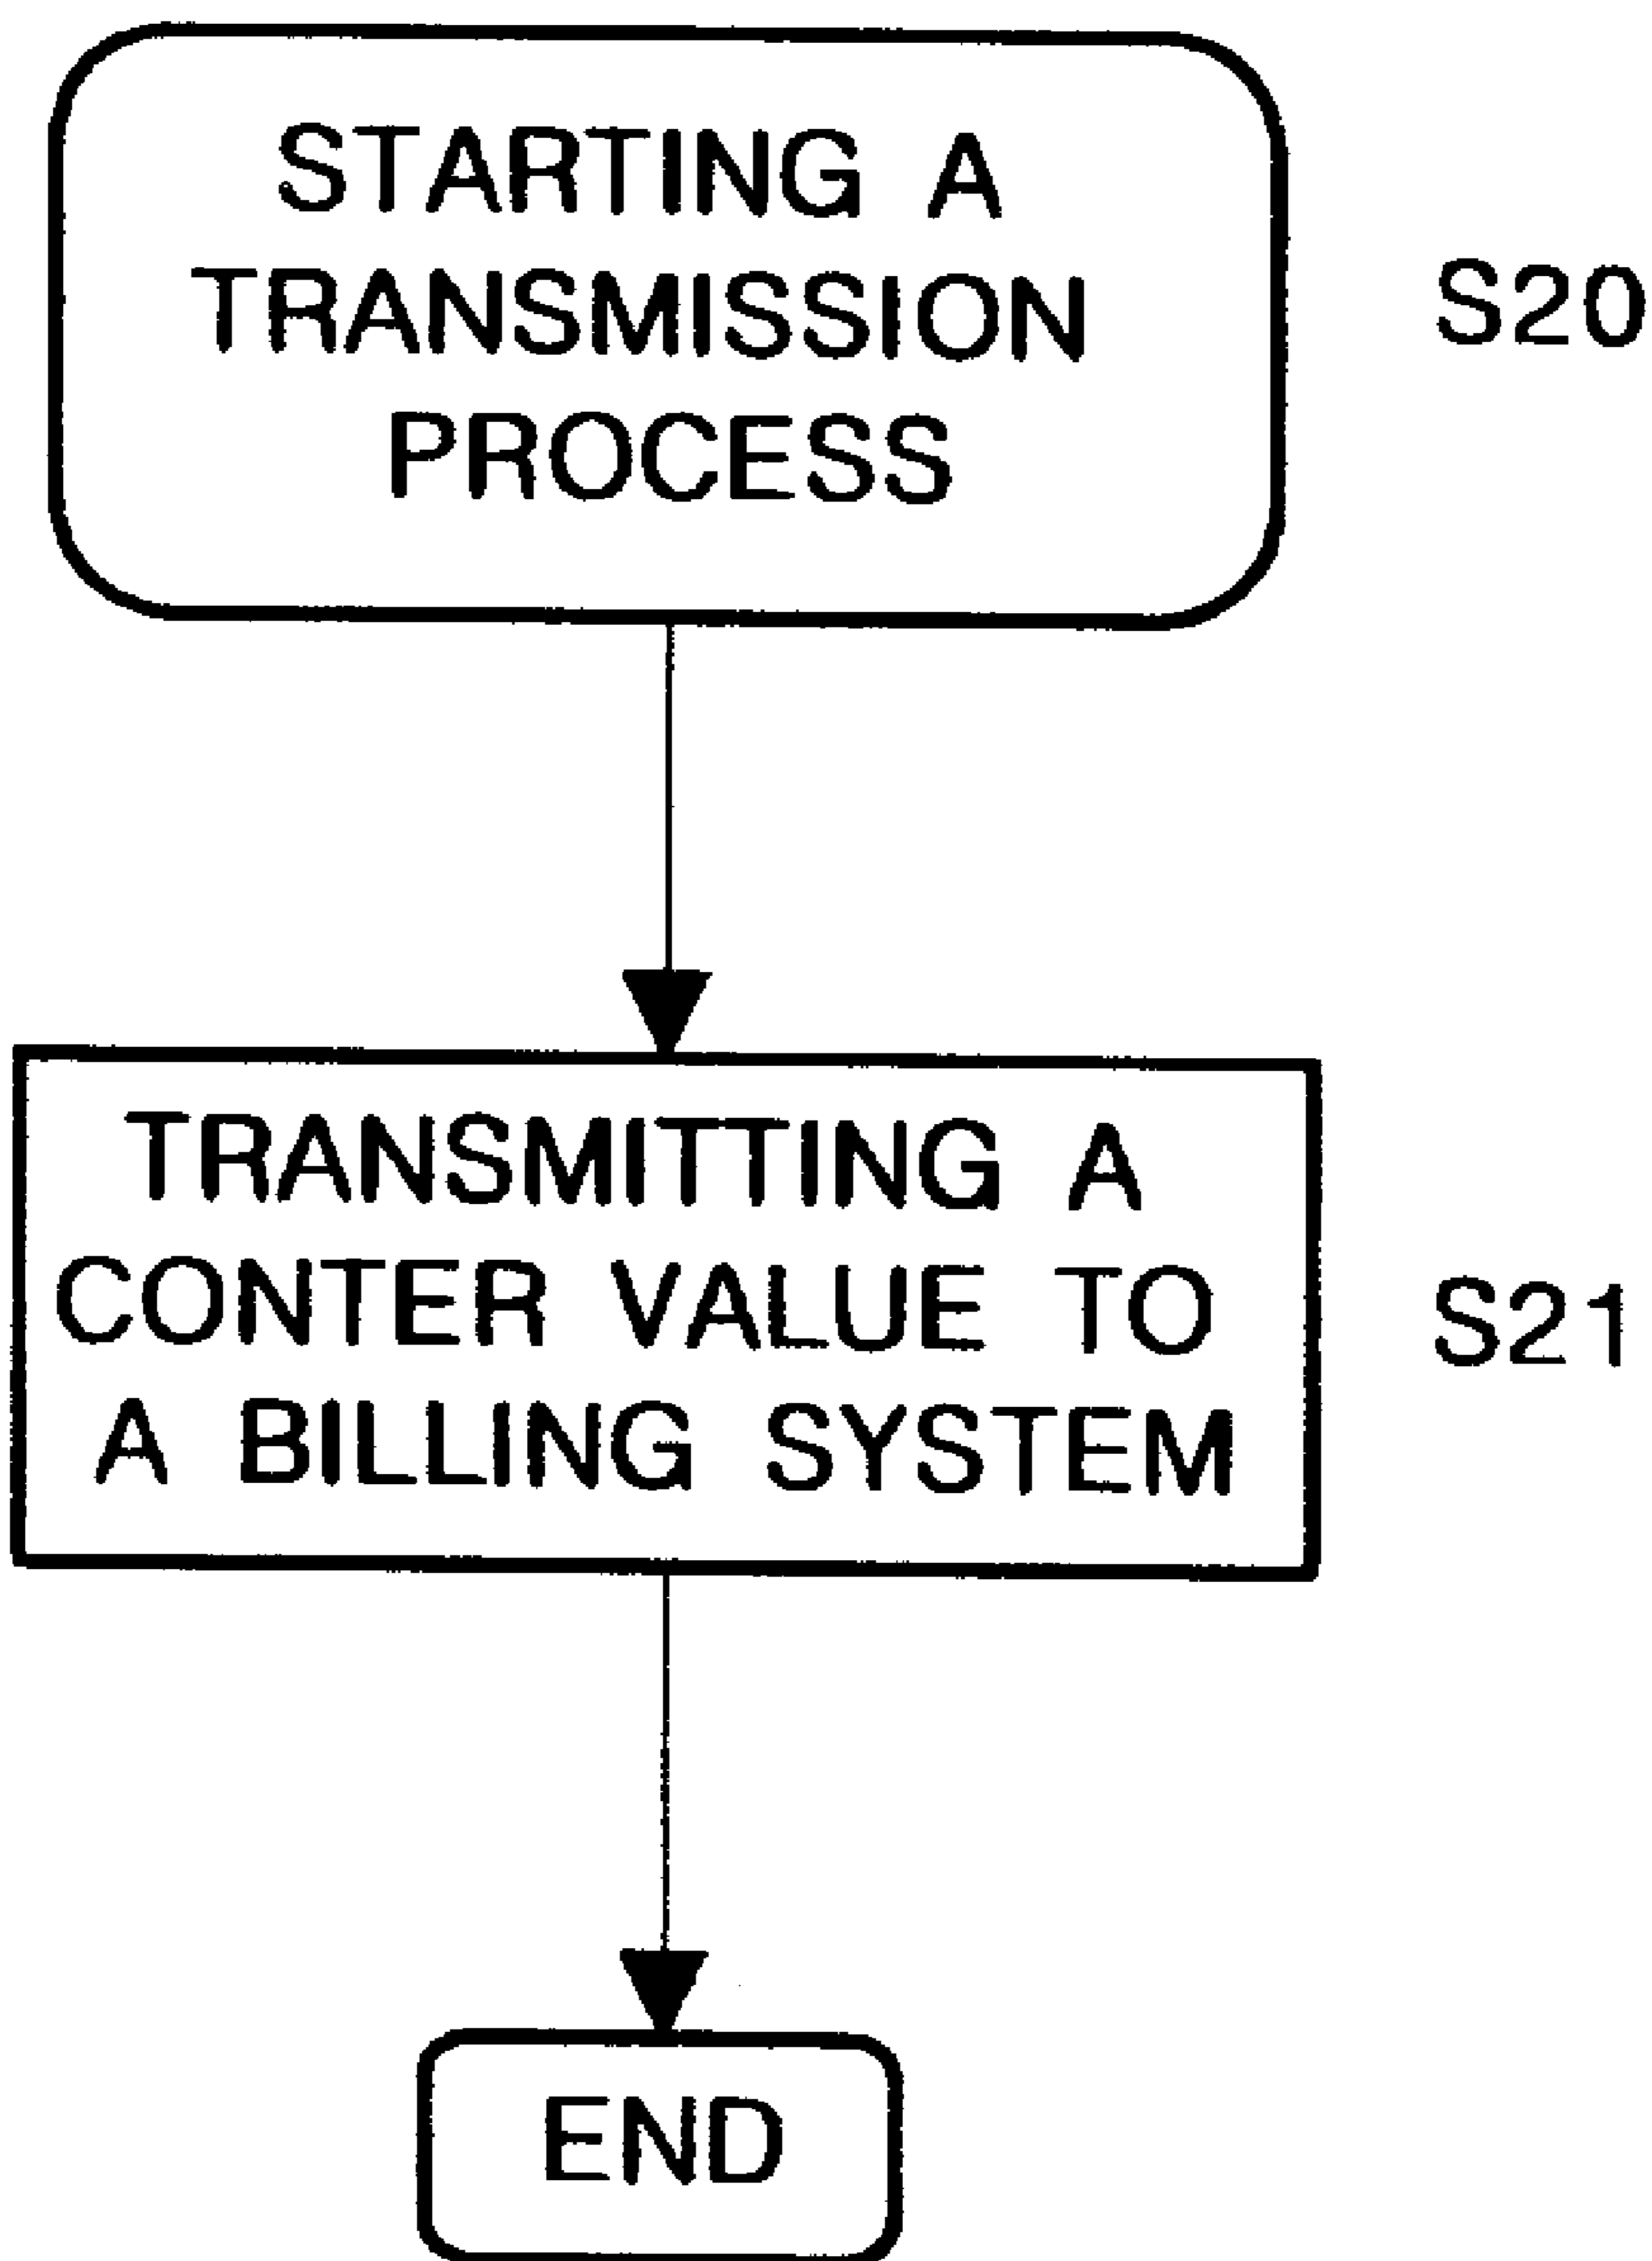 STARTING A
TRANSMISSION
PROCESS
S20
TRANSMITTING A
CONTER VALUE TO
A BILLING SYSTEM
S21
END